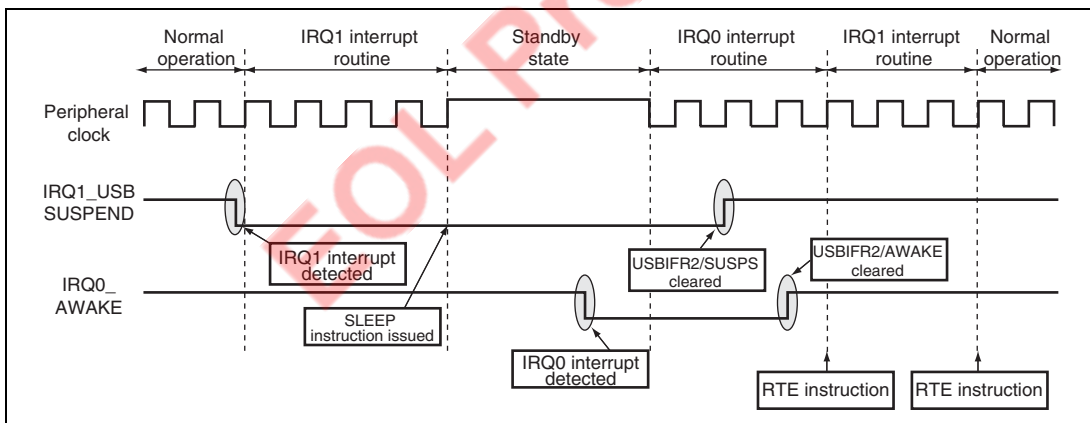 Normal
operation
IRQ1 interrupt
routine
Standby
state
IRQ0 interrupt
routine
IRQ1 interrupt
routine
Normal
operation
Peripheral
clock
IRQ1_USB
SUSPEND
IRQ1 interrupt
detected
USBIFR2/SUSPS
cleared
USBIFR2/AWAKE
cleared
IRQ0_
AWAKE
SLEEP
instruction issued
IRQ0 interrupt
detected
RTE instruction
RTE instruction
EOL Pr